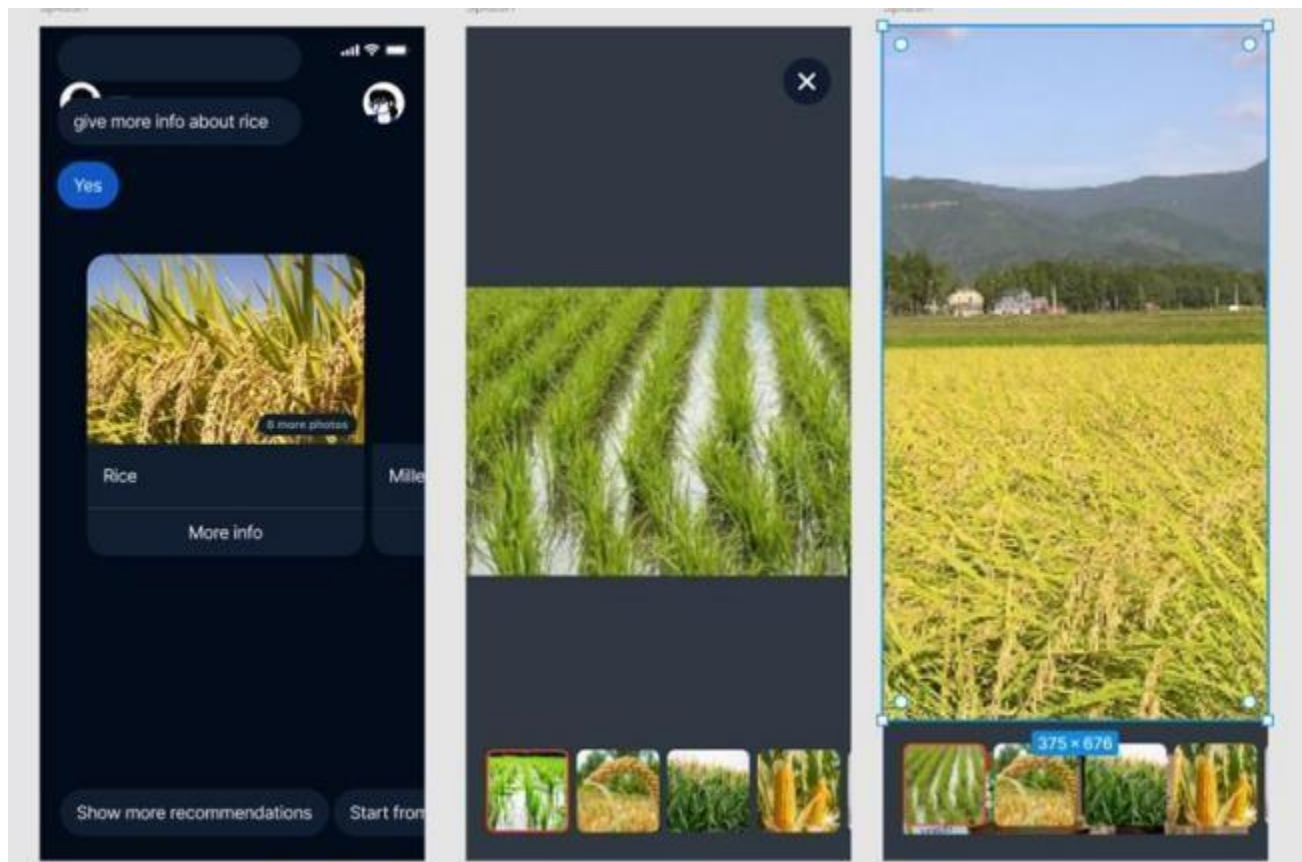 give more info about rice
Yes
8 more photos
Rice
Mille
More info
Show more recommendations
Start from
375 × 676